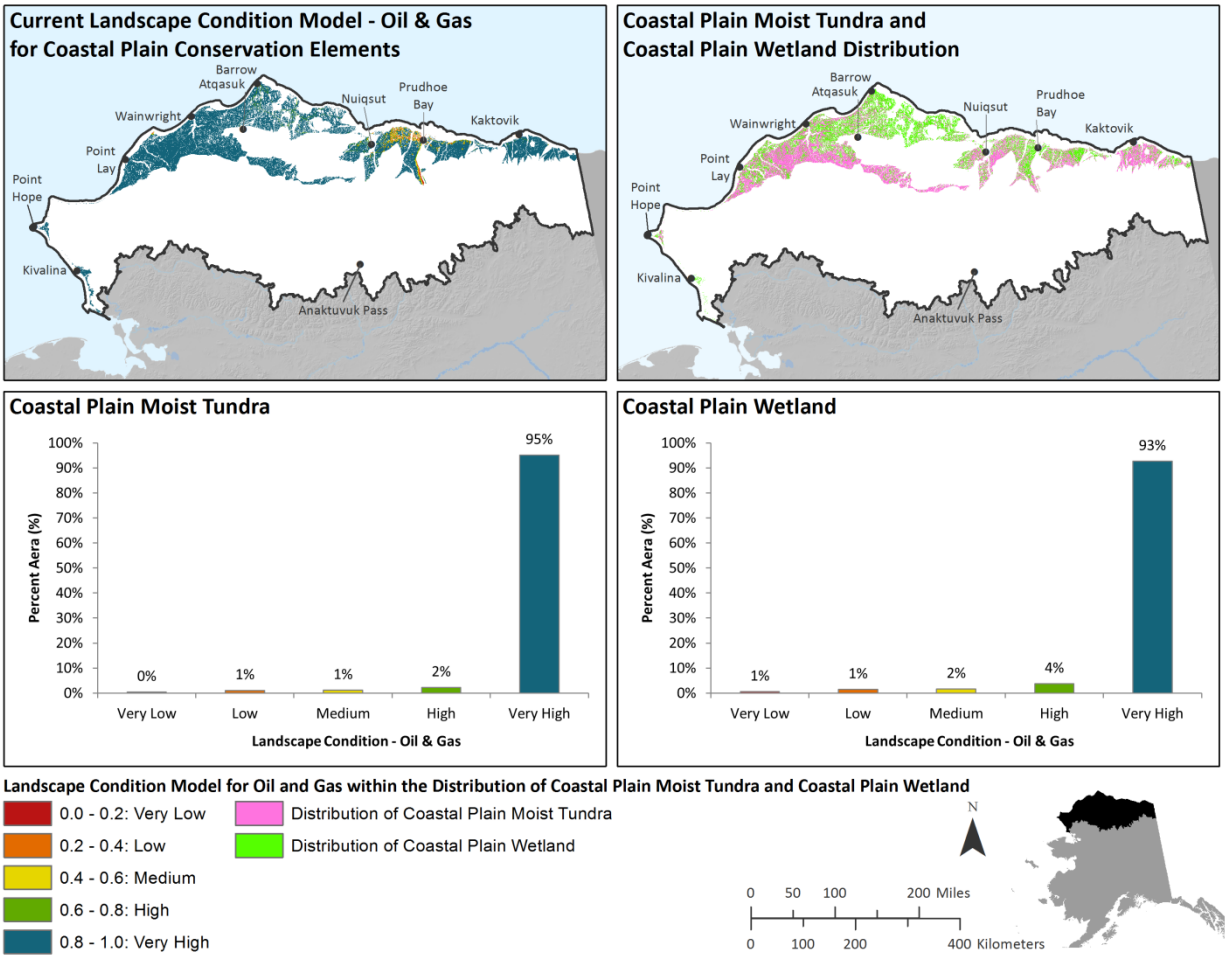 Current Landscape Condition Model - Oil & Gas
for Coastal Plain Conservation Elements
Barrow
Atqasuk
Prudhoe
Bay
Nuiqsut
Wainwright
Kaktovik
Point
Lay
Point
Hope
Kivalina
Anaktuvuk Pass
Coastal Plain Moist Tundra and
Coastal Plain Wetland Distribution
Barrow
Atqasuk
Prudhoe
Bay
Nuiqsut
Wainwright
Kaktovik
Point
Lay
Point
Hope
Kivalina
Anaktuvuk Pass
Coastal Plain Moist Tundra
Percent Aera (%)
100%
90%
80%
70%
60%
50%
40%
30%
20%
10%
0%
0%
1%
1%
2%
95%
Very Low
Low
Medium
High
Very High
Landscape Condition - Oil & Gas
Coastal Plain Wetland
Percent Aera (%)
100%
90%
80%
70%
60%
50%
40%
30%
20%
10%
0%
1%
1%
2%
4%
93%
Very Low
Low
Medium
High
Very High
Landscape Condition - Oil & Gas
Landscape Condition Model for Oil and Gas within the Distribution of Coastal Plain Moist Tundra and Coastal Plain Wetland
0.0 - 0.2: Very Low
0.2 - 0.4: Low
0.4 - 0.6: Medium
0.6 - 0.8: High
0.8 - 1.0: Very High
Distribution of Coastal Plain Moist Tundra
Distribution of Coastal Plain Wetland
N
0 50 100 200 Miles
0 100 200 400 Kilometers